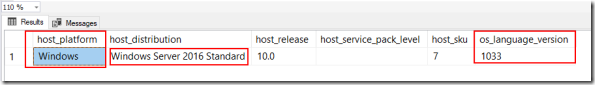 110 %
Results Messages
host_platform host_distribution host_release host_service_pack_level host_sku os_language_version
1 Windows Windows Server 2016 Standard 10.0 7 1033